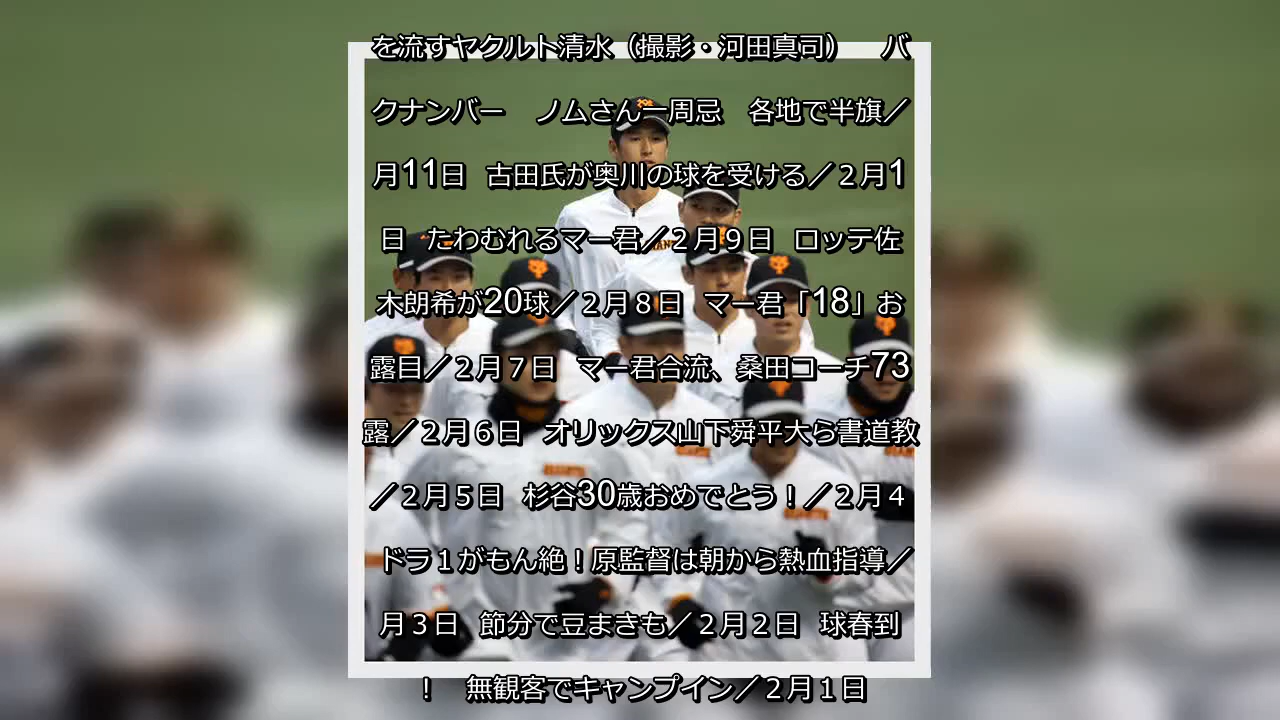 を流すヤクルト清水（撮影・河田真司）　バ
クナンバー　ノムさん一周忌　各地で半旗／
月11日　古田氏が奥川の球を受ける／２月1
日　たわむれるマー君／２月９日　ロッテ佐
木朗希が20球／２月８日　マー君「18」お
露目／２月７日　マー君合流、桑田コーチ73
露／２月６日　オリックス山下舜平大ら書道教
／２月５日　杉谷30歳おめでとう！／２月４
ドラ１がもん絶！原監督は朝から熱血指導／
月３日　節分で豆まきも／２月２日　球春到
！　無観客でキャンプイン／２月１日